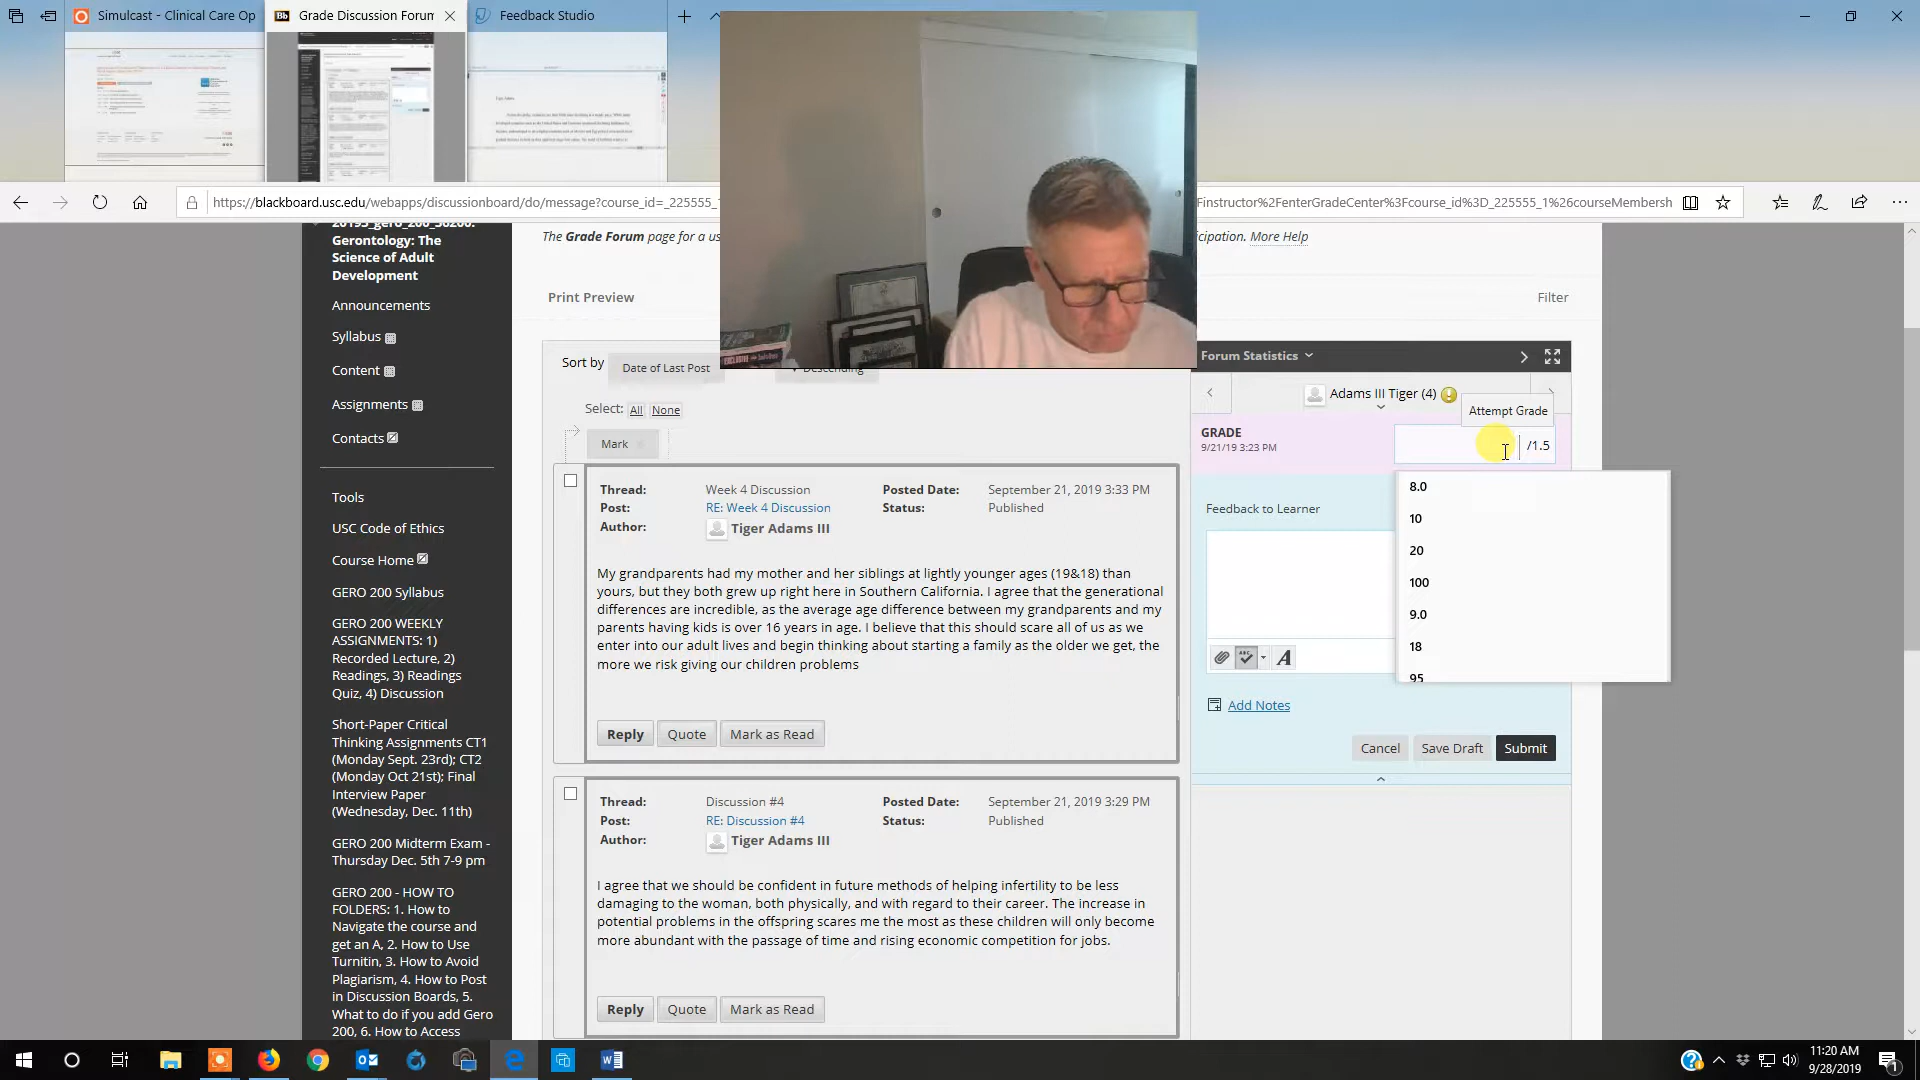 Simulcast - Clinical Care Op
Grade Discussion Forum
Feedback Studio
https://blackboard.usc.edu/webapps/discussionboard/do/message?course_id=_225555_1
Finstructor%2FenterGradeCenter%3Fcourse_id%3D_225555_1%26courseMembersh
Gerontology: The
Science of Adult
Development
Announcements
Syllabus
Content
Assignments
Contacts
Tools
USC Code of Ethics
Course Home
GERO 200 Syllabus
GERO 200 WEEKLY
ASSIGNMENTS: 1)
Recorded Lecture, 2)
Readings, 3) Readings
Quiz, 4) Discussion
Short-Paper Critical
Thinking Assignments CT1
(Monday Sept. 23rd); CT2
(Monday Oct 21st); Final
Interview Paper
(Wednesday, Dec. 11th)
GERO 200 Midterm Exam -
Thursday Dec. 5th 7-9 pm
GERO 200 - HOW TO
FOLDERS: 1. How to
Navigate the course and
get an A, 2. How to Use
Turnitin, 3. How to Avoid
Plagiarism, 4. How to Post
in Discussion Boards, 5.
What to do if you add Gero
200, 6. How to Access
The Grade Forum page for a us
cipation. More Help
Print Preview
Filter
Sort by
Date of Last Post
Descending
Select: All None
Mark
Thread: Week 4 Discussion Posted Date: September 21, 2019 3:33 PM
Post: RE: Week 4 Discussion Status: Published
Author: Tiger Adams III
My grandparents had my mother and her siblings at lightly younger ages (19&18) than
yours, but they both grew up right here in Southern California. I agree that the generational
differences are incredible, as the average age difference between my grandparents and my
parents having kids is over 16 years in age. I believe that this should scare all of us as we
enter into our adult lives and begin thinking about starting a family as the older we get, the
more we risk giving our children problems
Reply Quote Mark as Read
Thread: Discussion #4 Posted Date: September 21, 2019 3:29 PM
Post: RE: Discussion #4 Status: Published
Author: Tiger Adams III
I agree that we should be confident in future methods of helping infertility to be less
damaging to the woman, both physically, and with regard to their career. The increase in
potential problems in the offspring scares me the most as these children will only become
more abundant with the passage of time and rising economic competition for jobs.
Reply Quote Mark as Read
Forum Statistics
Adams III Tiger (4)
Attempt Grade
GRADE
9/21/19 3:23 PM
/1.5
8.0
10
20
100
9.0
18
95
Feedback to Learner
Add Notes
Cancel Save Draft Submit
11:20 AM
9/28/2019
1